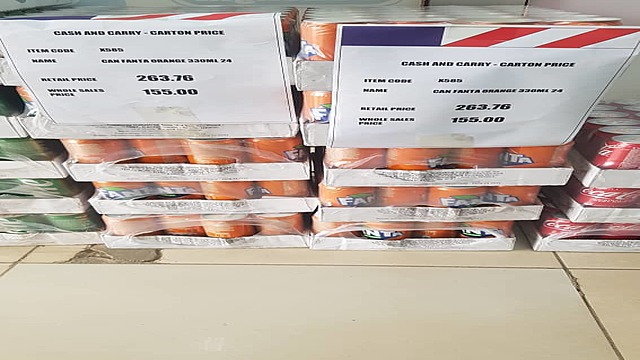 CASH AND CARRY - CARTON PRICE
ITEM CODE X585
NAME CAN FANTA ORANGE 330ML 24
RETAIL PRICE 263.76
WHOLE SALES PRICE 155.00
CASH AND CARRY - CARTON PRICE
ITEM CODE X585
NAME CAN FANTA ORANGE 330ML 24
RETAIL PRICE 263.76
WHOLE SALES PRICE 155.00